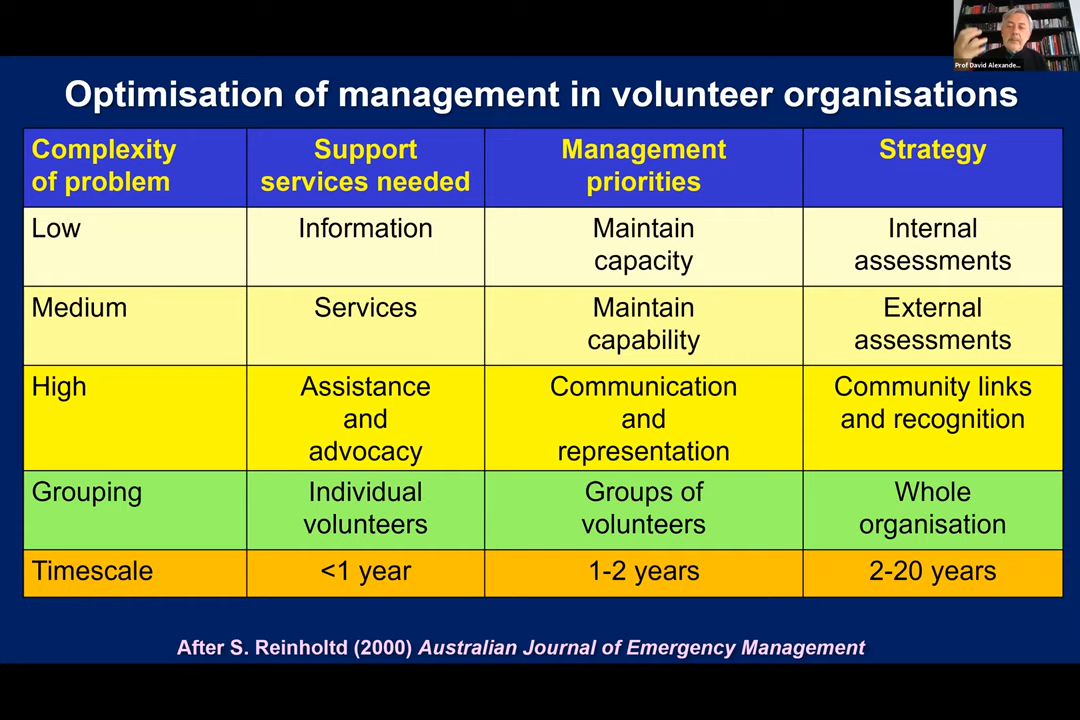 Prof David Alexande...
Optimisation of management in volunteer organisations
Complexity
of problem
Support
services needed
Management
priorities
Strategy
Low
Information
Maintain
capacity
Internal
assessments
Medium
Services
Maintain
capability
External
assessments
High
Assistance
and
advocacy
Communication
and
representation
Community links
and recognition
Grouping
Individual
volunteers
Groups of
volunteers
Whole
organisation
Timescale
<1 year
1-2 years
2-20 years
After S. Reinholtd (2000) Australian Journal of Emergency Management